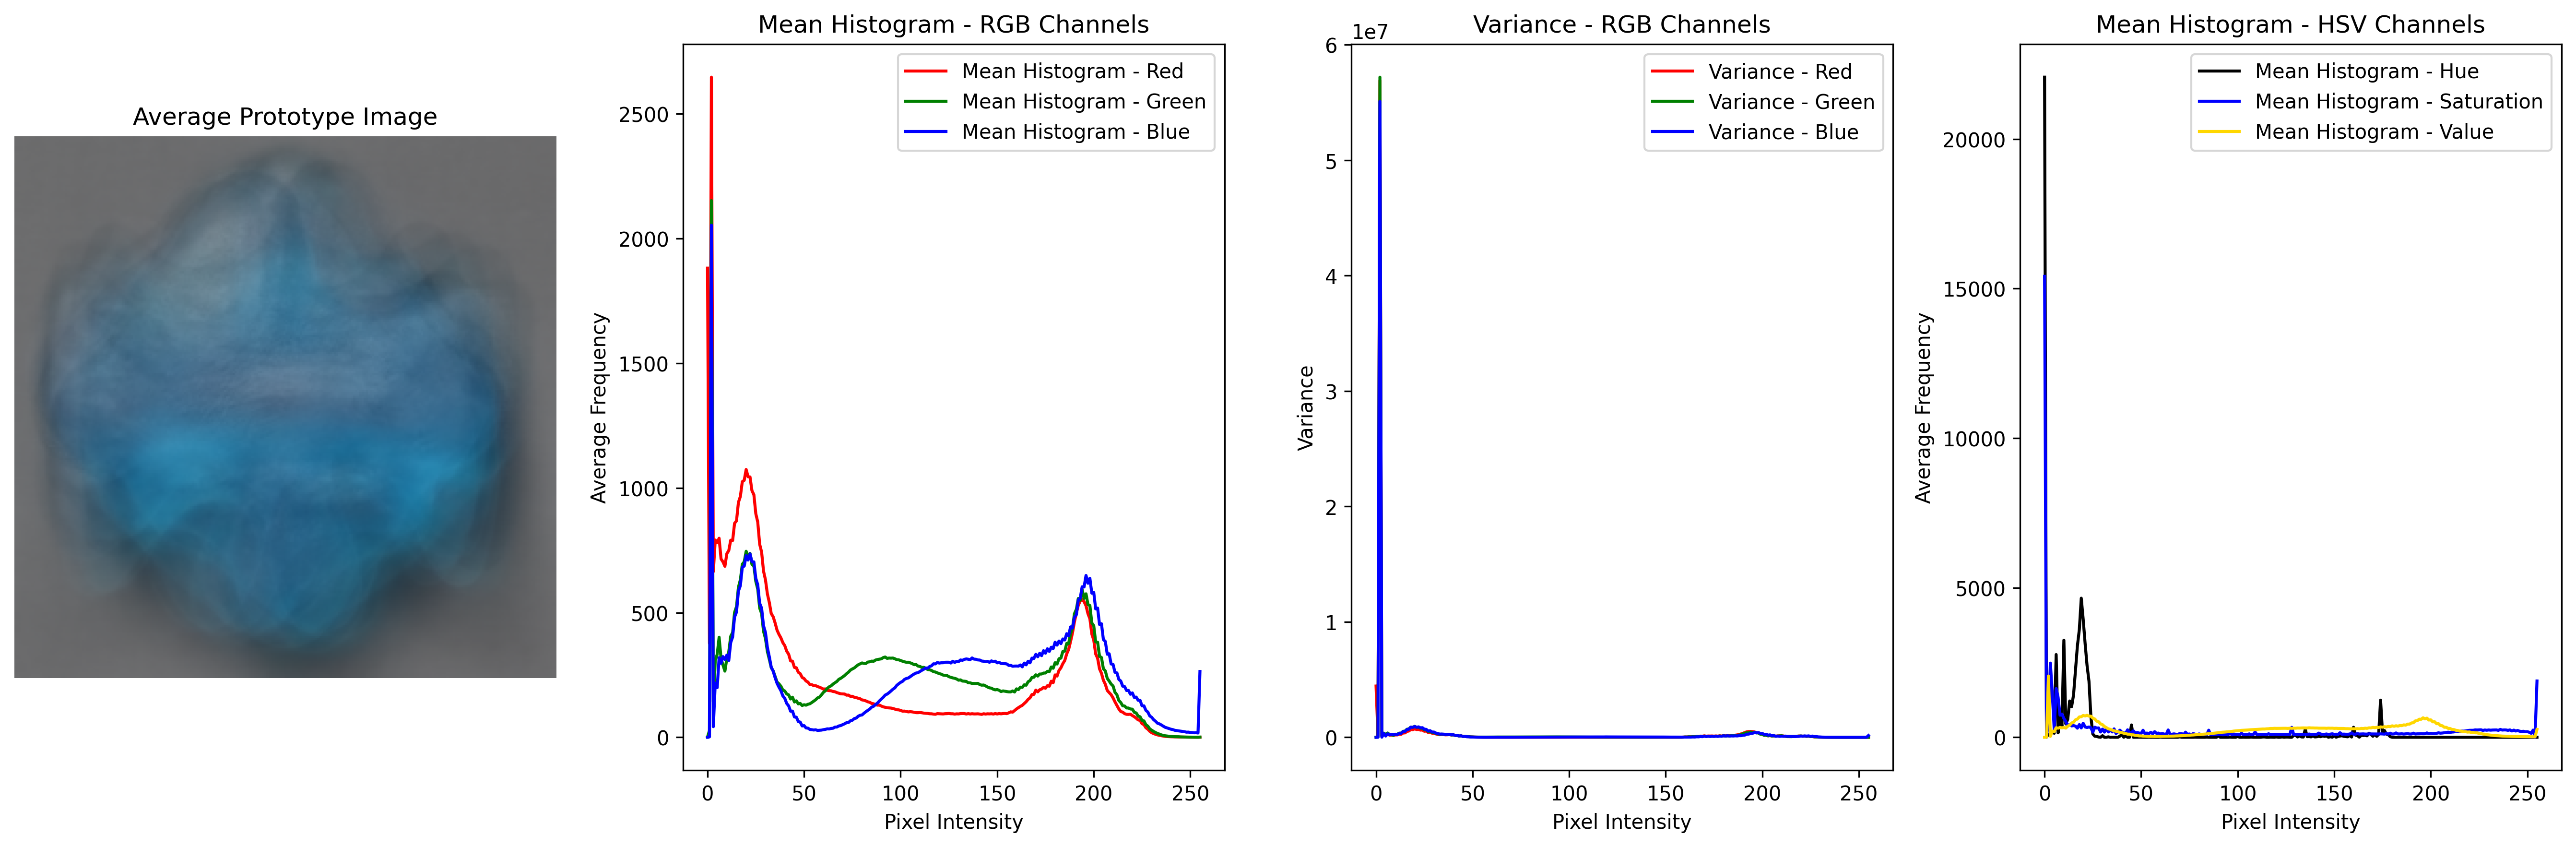 Average Prototype Image
Mean Histogram - RGB Channels
Mean Histogram - Red
Mean Histogram - Green
Mean Histogram - Blue
Average Frequency
2500
2000
1500
1000
500
0
0 50 100 150 200 250
Pixel Intensity
Variance - RGB Channels
1e7
Variance - Red
Variance - Green
Variance - Blue
Variance
6
5
4
3
2
1
0
0 50 100 150 200 250
Pixel Intensity
Mean Histogram - HSV Channels
Mean Histogram - Hue
Mean Histogram - Saturation
Mean Histogram - Value
Average Frequency
20000
15000
10000
5000
0
0 50 100 150 200 250
Pixel Intensity